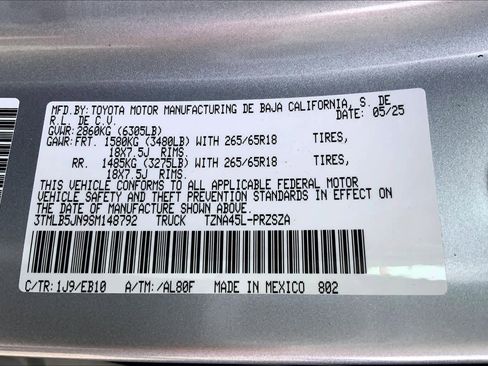 MFD.BY: TOYOTA MOTOR MANUFACTURING DE BAJA CALIFORNIA, S. DE
R.L. DE C.V. DATE: 05/25
GVWR: 2860KG (6305LB)
GAWR:FRT. 1580KG (3480LB) WITH 265/65R18 TIRES,
18X7.5J RIMS.
RR. 1485KG (3275LB) WITH 265/65R18 TIRES,
18X7.5J RIMS.
THIS VEHICLE CONFORMS TO ALL APPLICABLE FEDERAL MOTOR
VEHICLE SAFETY AND THEFT PREVENTION STANDARDS IN EFFECT ON
THE DATE OF MANUFACTURE SHOWN ABOVE.
3TMLB5JN9SM148792 TRUCK TZNA45L-PRZSZA
C/TR: 1J9/EB10 A/TM: /AL80F MADE IN MEXICO 802